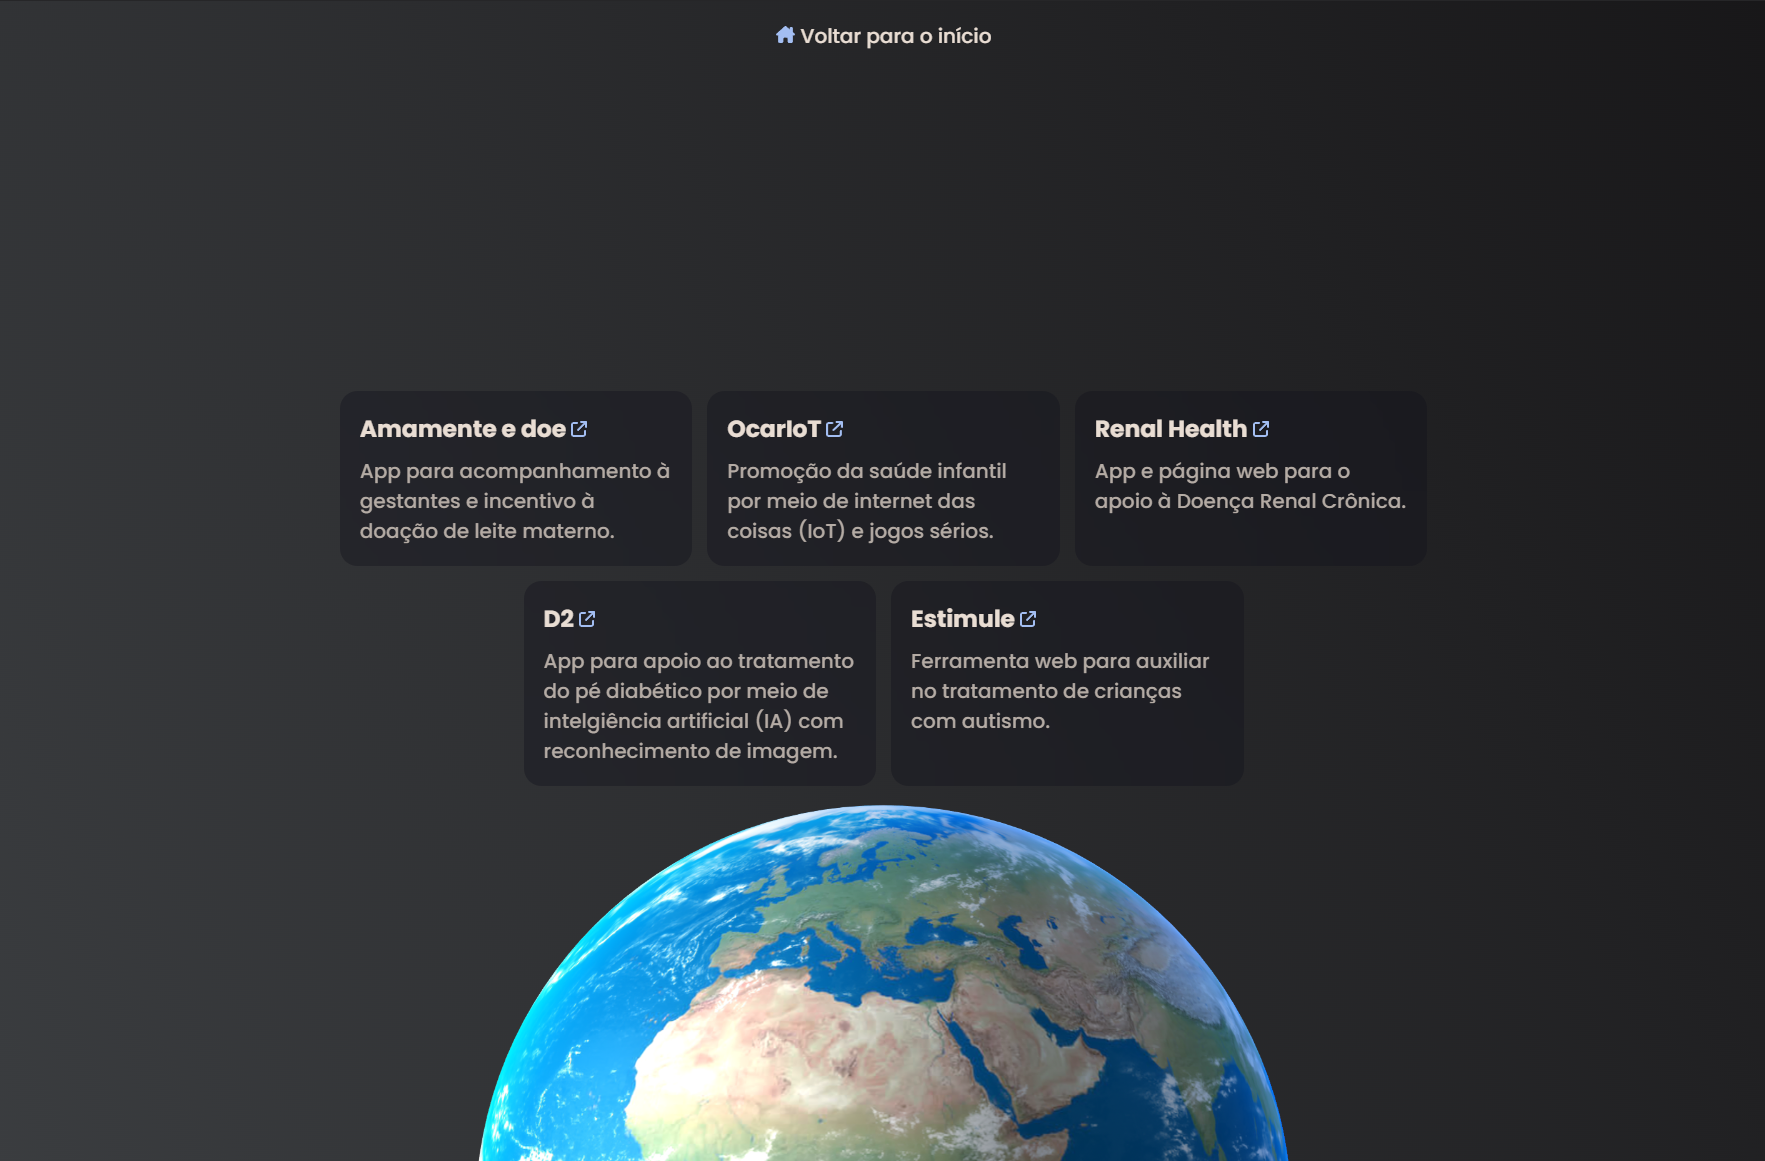 Voltar para o início
Amamente e doe
App para acompanhamento à
gestantes e incentivo à
doação de leite materno.
OcarIoT
Promoção da saúde infantil
por meio de internet das
coisas (IoT) e jogos sérios.
Renal Health
App e página web para o
apoio à Doença Renal Crônica.
D2
App para apoio ao tratamento
do pé diabético por meio de
intelgiência artificial (IA) com
reconhecimento de imagem.
Estimule
Ferramenta web para auxiliar
no tratamento de crianças
com autismo.